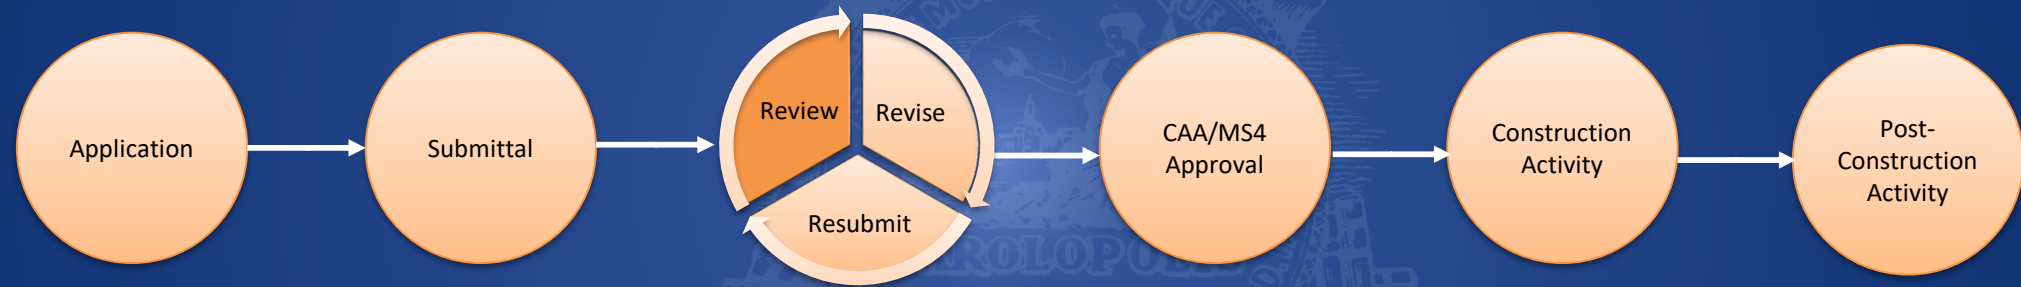 Application
Submittal
Review
Revise
Resubmit
CAA/MS4
Approval
Construction
Activity
Post-
Construction
Activity